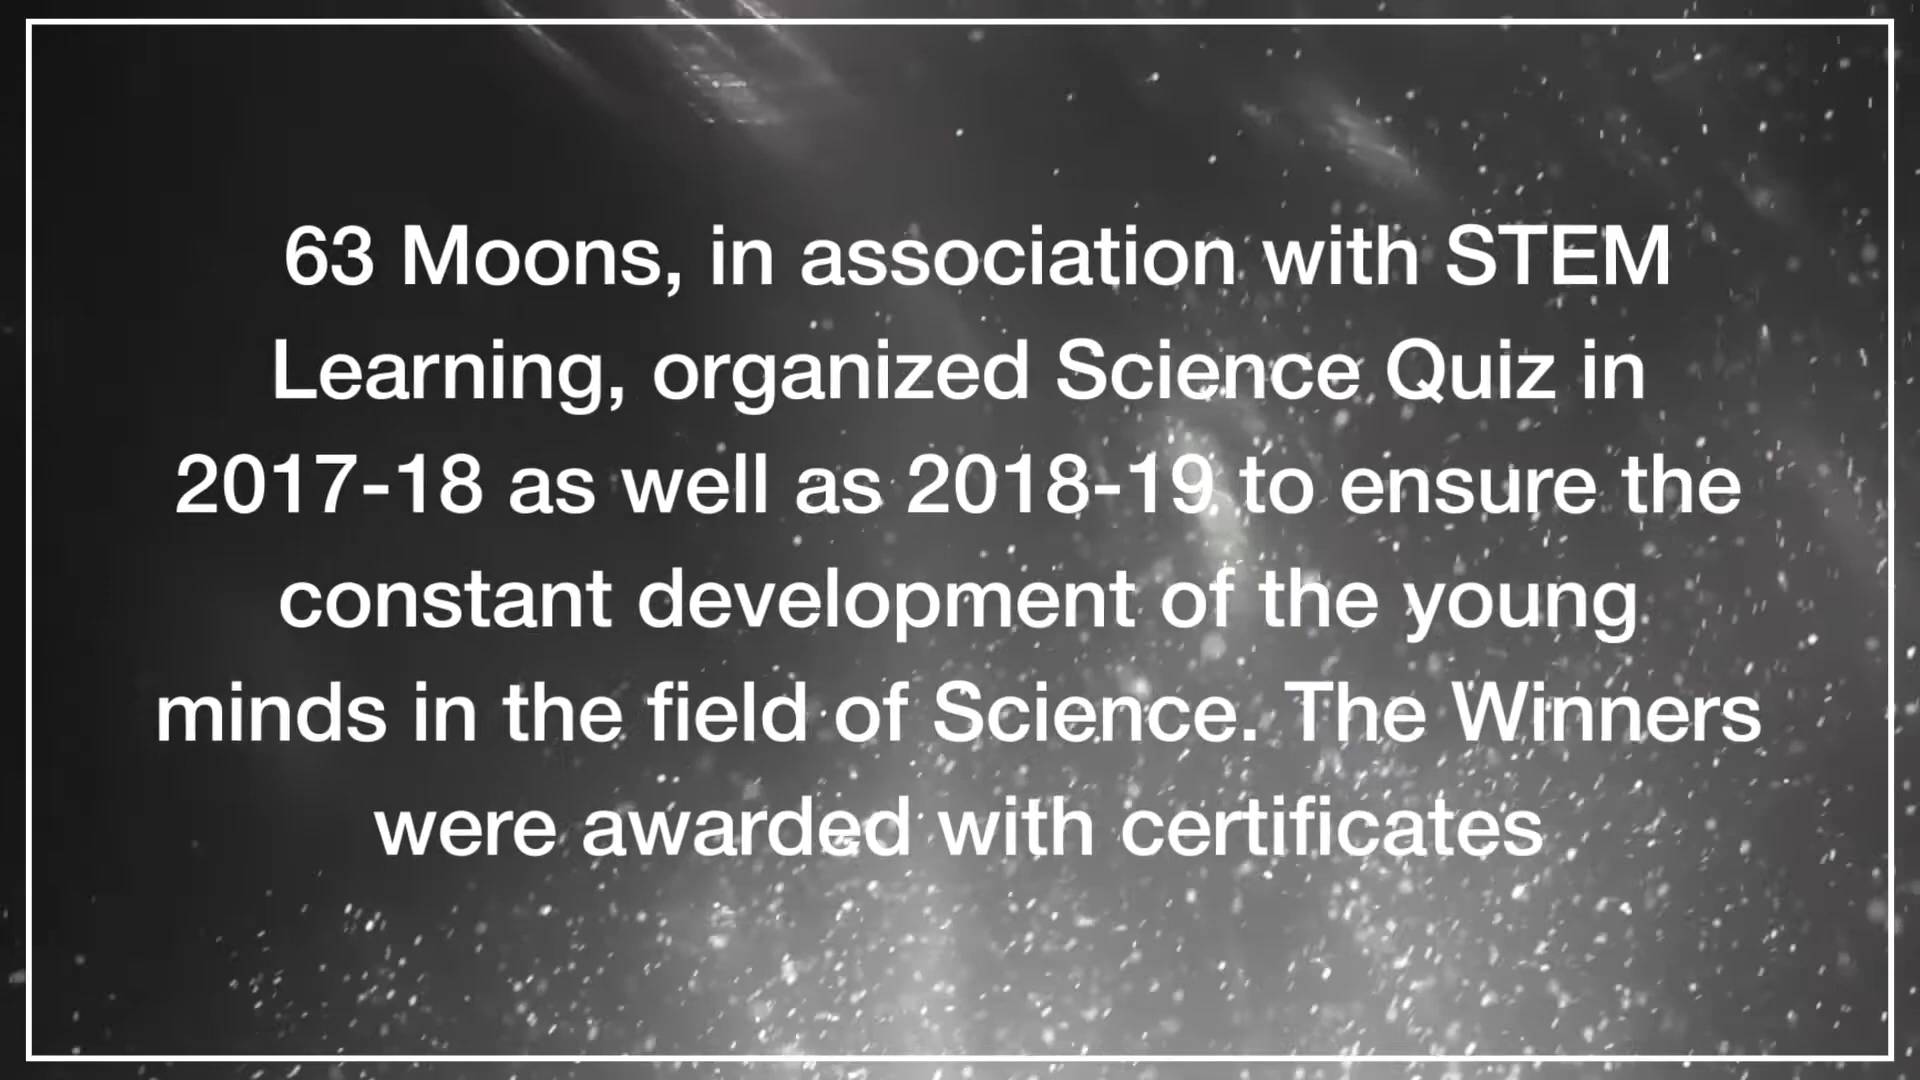 63 Moons, in association with STEM
Learning, organized Science Quiz in
2017-18 as well as 2018-19 to ensure the
constant development of the young
minds in the field of Science. The Winners
were awarded with certificates